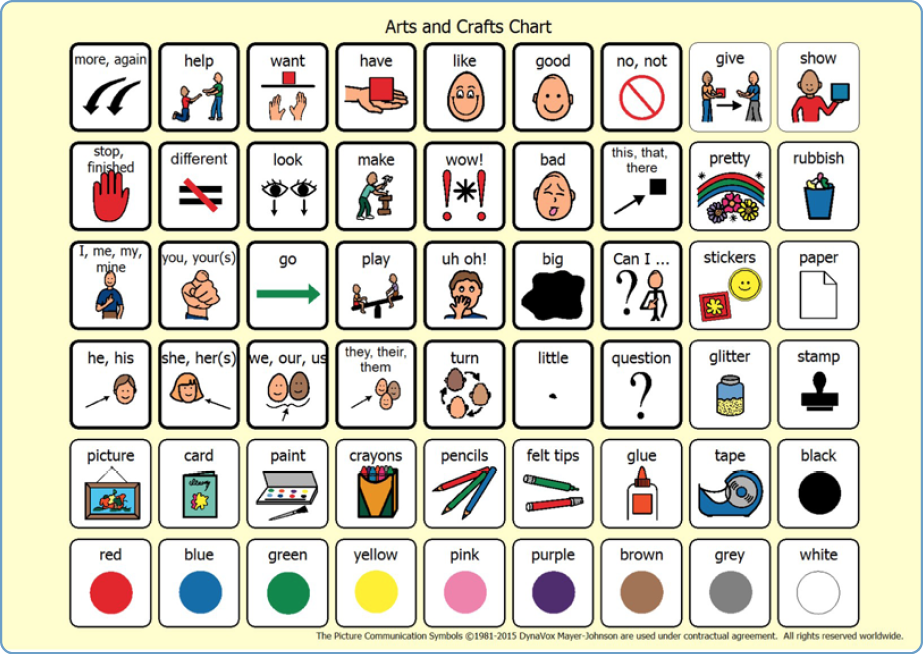 Arts and Crafts Chart
more, again help want have like good no, not give show
stop,
finished different look make wow! bad this, that,
there pretty rubbish
I, me, my,
mine you, your(s) go play uh oh! big Can I ... stickers paper
he, his she, her(s) we, our, us they, their,
them turn little question glitter stamp
picture card paint crayons pencils felt tips glue tape black
red blue green yellow pink purple brown grey white
The Picture Communication Symbols ©1981-2015 DynaVox Mayer-Johnson are used under contractual agreement. All rights reserved worldwide.